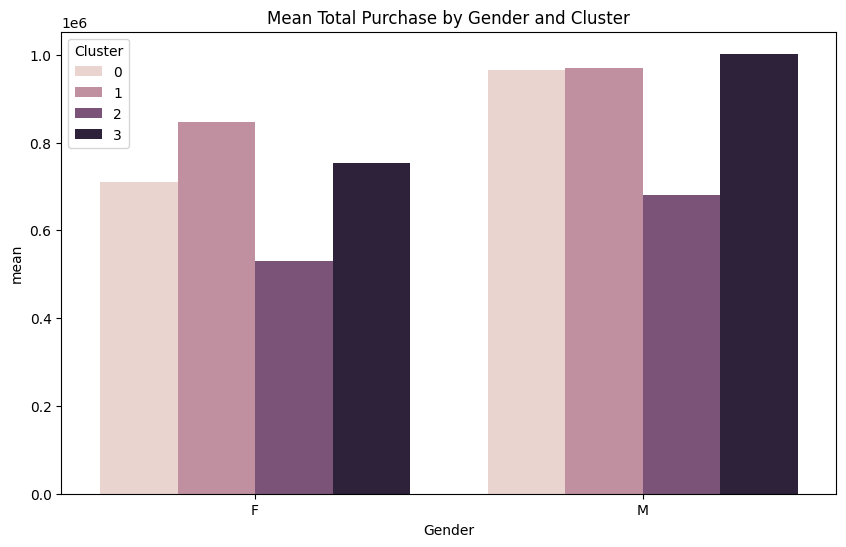 Mean Total Purchase by Gender and Cluster
1e6
Cluster
0
1
2
3
1.0
0.8
0.6
0.4
0.2
0.0
mean
F
M
Gender